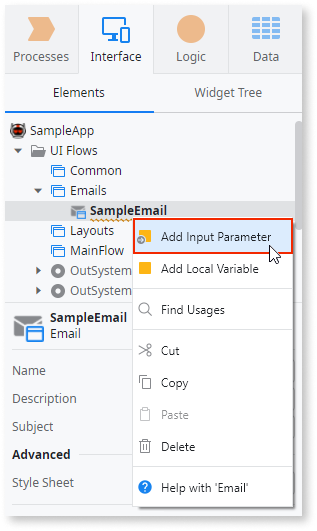 Processes Interface Logic Data
Elements Widget Tree
SampleApp
UI Flows
Common
Emails
SampleEmail
Layouts
MainFlow
OutSystem
OutSystem
Add Input Parameter
Add Local Variable
Find Usages
Cut
Copy
Paste
Delete
Help with 'Email'
SampleEmail
Email
Name
Description
Subject
Advanced
Style Sheet